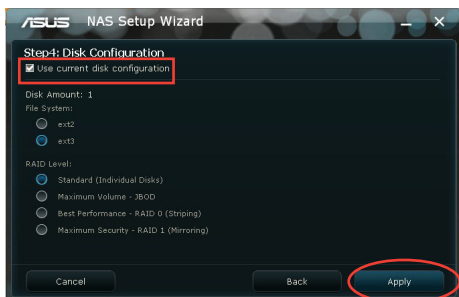 ASUS NAS Setup Wizard
Step4: Disk Configuration
Use current disk configuration
Disk Amount: 1
File System:
ext2
ext3
RAID Level:
Standard (Individual Disks)
Maximum Volume - JBOD
Best Performance - RAID 0 (Striping)
Maximum Security - RAID 1 (Mirroring)
Cancel Back Apply